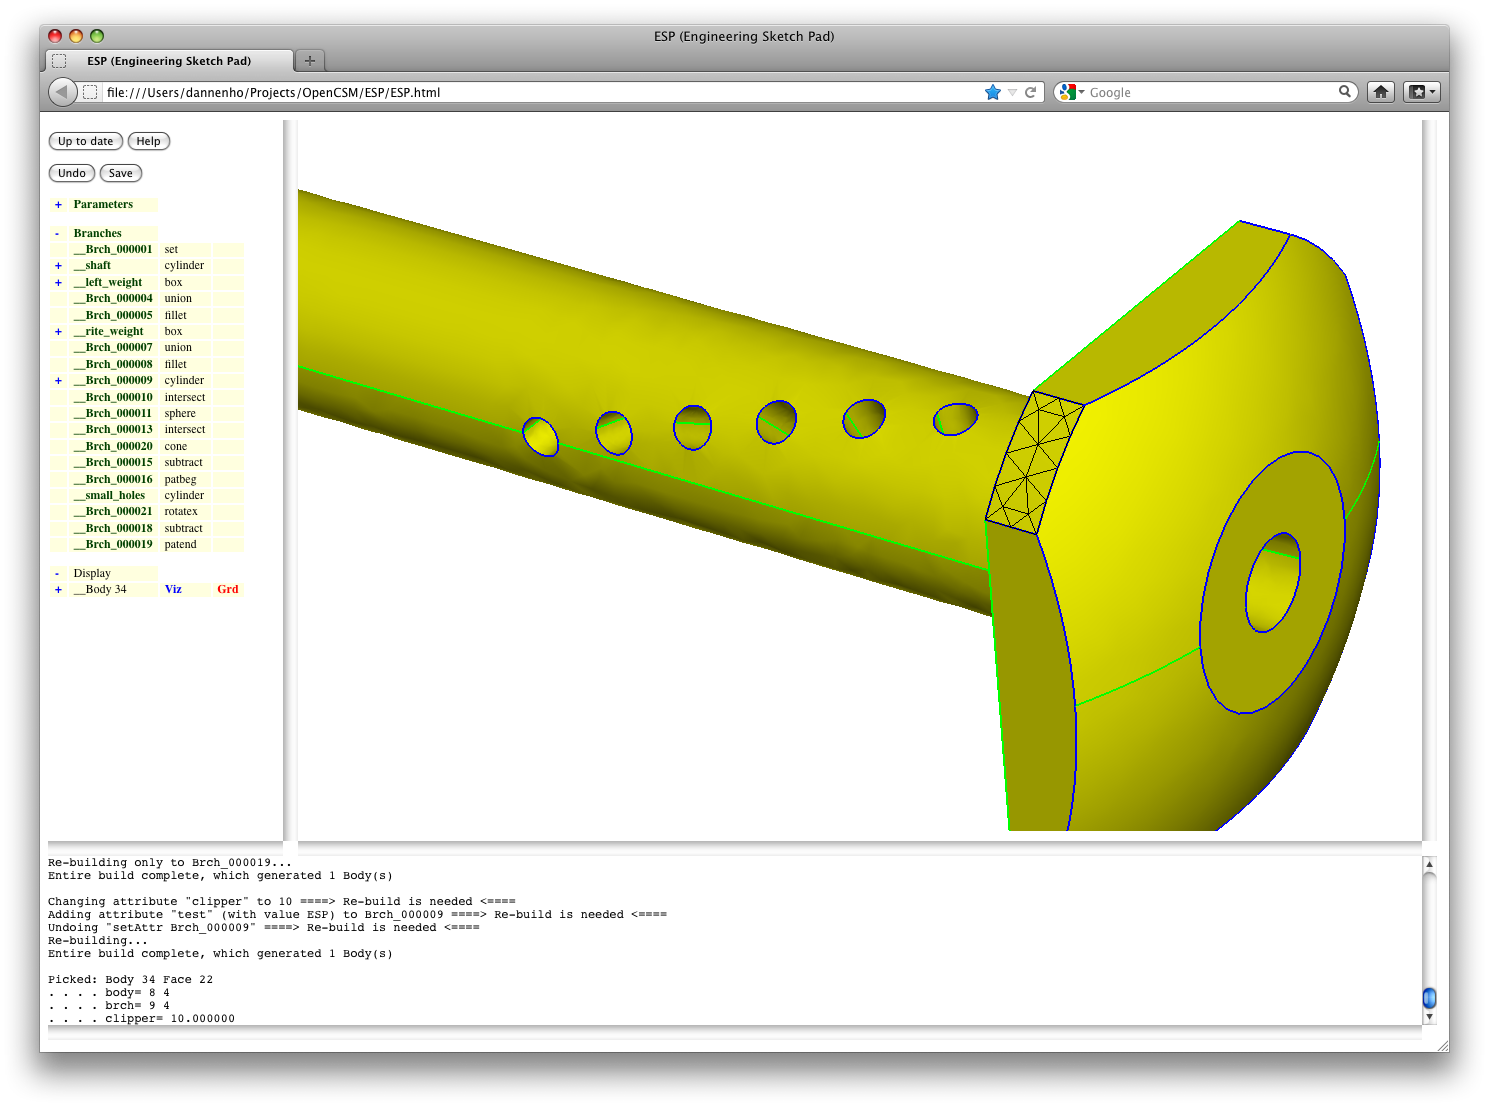 ESP (Engineering Sketch Pad)
ESP (Engineering Sketch Pad)
+
file:///Users/dannenho/Projects/OpenCSM/ESP/ESP.html
Google
Up to date Help
Undo Save
+ Parameters
- Branches
__Brch_000001 set
+ __shaft cylinder
+ __left_weight box
__Brch_000004 union
__Brch_000005 fillet
+ __rite_weight box
__Brch_000007 union
__Brch_000008 fillet
+ __Brch_000009 cylinder
__Brch_000010 intersect
__Brch_000011 sphere
__Brch_000013 intersect
__Brch_000020 cone
__Brch_000015 subtract
__Brch_000016 patbeg
__small_holes cylinder
__Brch_000021 rotatex
__Brch_000018 subtract
__Brch_000019 patend
- Display
+ __Body 34 Viz Grd
Re-building only to Brch_000019...
Entire build complete, which generated 1 Body(s)
Changing attribute "clipper" to 10 ====> Re-build is needed <====
Adding attribute "test" (with value ESP) to Brch_000009 ====> Re-build is needed <====
Undoing "setAttr Brch_000009" ====> Re-build is needed <====
Re-building...
Entire build complete, which generated 1 Body(s)
Picked: Body 34 Face 22
. . . . body= 8 4
. . . . brch= 9 4
. . . . clipper= 10.000000